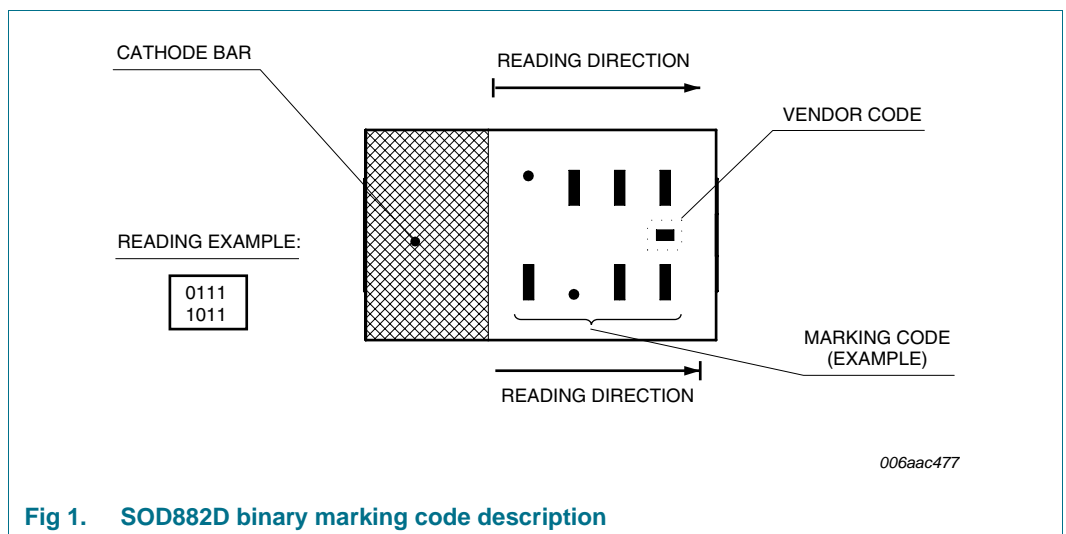 CATHODE BAR
READING DIRECTION
VENDOR CODE
READING EXAMPLE:
0111
1011
MARKING CODE
(EXAMPLE)
READING DIRECTION
006aac477
Fig 1. SOD882D binary marking code description